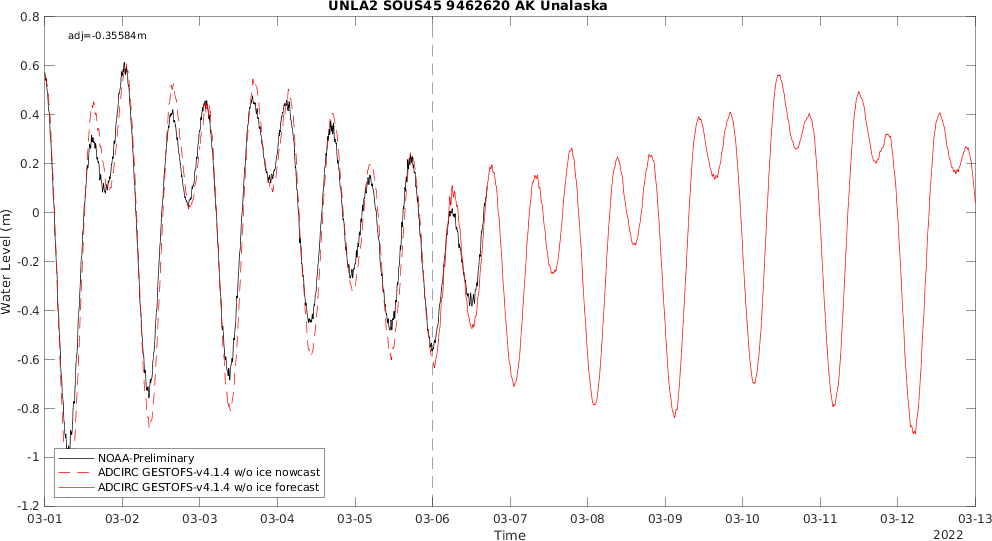 UNLA2 SOUS45 9462620 AK Unalaska
adj=-0.35584m
0.8
0.6
0.4
0.2
0
-0.2
-0.4
-0.6
-0.8
-1
-1.2
Water Level (m)
NOAA-Preliminary
ADCIRC GESTOFS-v4.1.4 w/o ice nowcast
ADCIRC GESTOFS-v4.1.4 w/o ice forecast
03-01 03-02 03-03 03-04 03-05 03-06 03-07 03-08 03-09 03-10 03-11 03-12 03-13
Time
2022